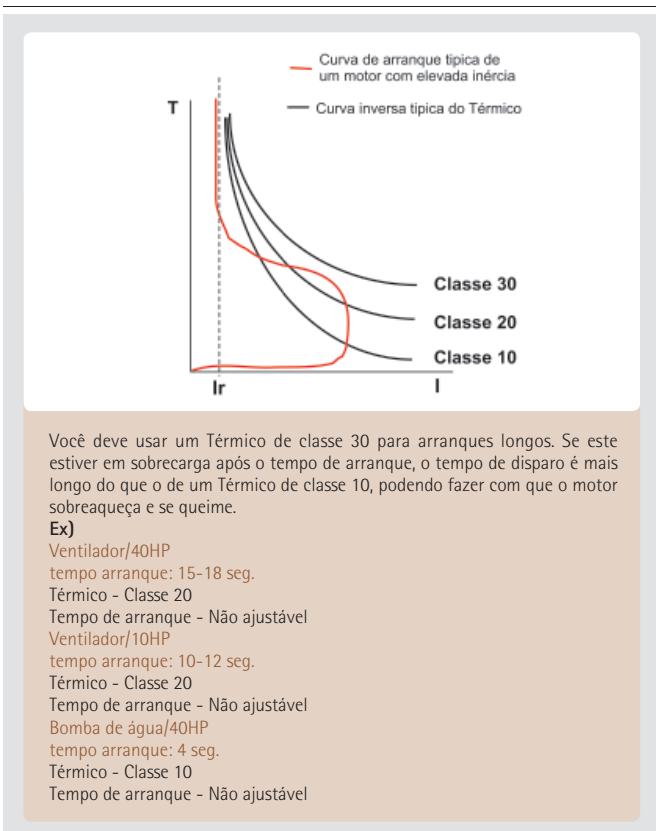 Curva de arranque tipica de
um motor com elevada inércia
T
Curva inversa tipica do Térmico
Classe 30
Classe 20
Classe 10
Ir
I
Você deve usar um Térmico de classe 30 para arranques longos. Se este
estiver em sobrecarga após o tempo de arranque, o tempo de disparo é mais
longo do que o de um Térmico de classe 10, podendo fazer com que o motor
sobreaqueça e se queime.
Ex)
Ventilador/40HP
tempo arranque: 15-18 seg.
Térmico - Classe 20
Tempo de arranque - Não ajustável
Ventilador/10HP
tempo arranque: 10-12 seg.
Térmico - Classe 20
Tempo de arranque - Não ajustável
Bomba de água/40HP
tempo arranque: 4 seg.
Térmico - Classe 10
Tempo de arranque - Não ajustável